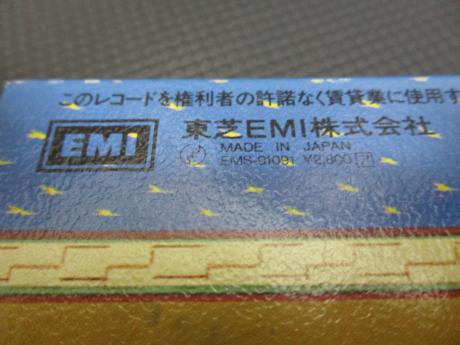 このレコードを権利者の許諾なく賃貸業に使用す
EMI
東芝EMI株式会社
MADE IN JAPAN
EMS-91091 ¥2,800 ア